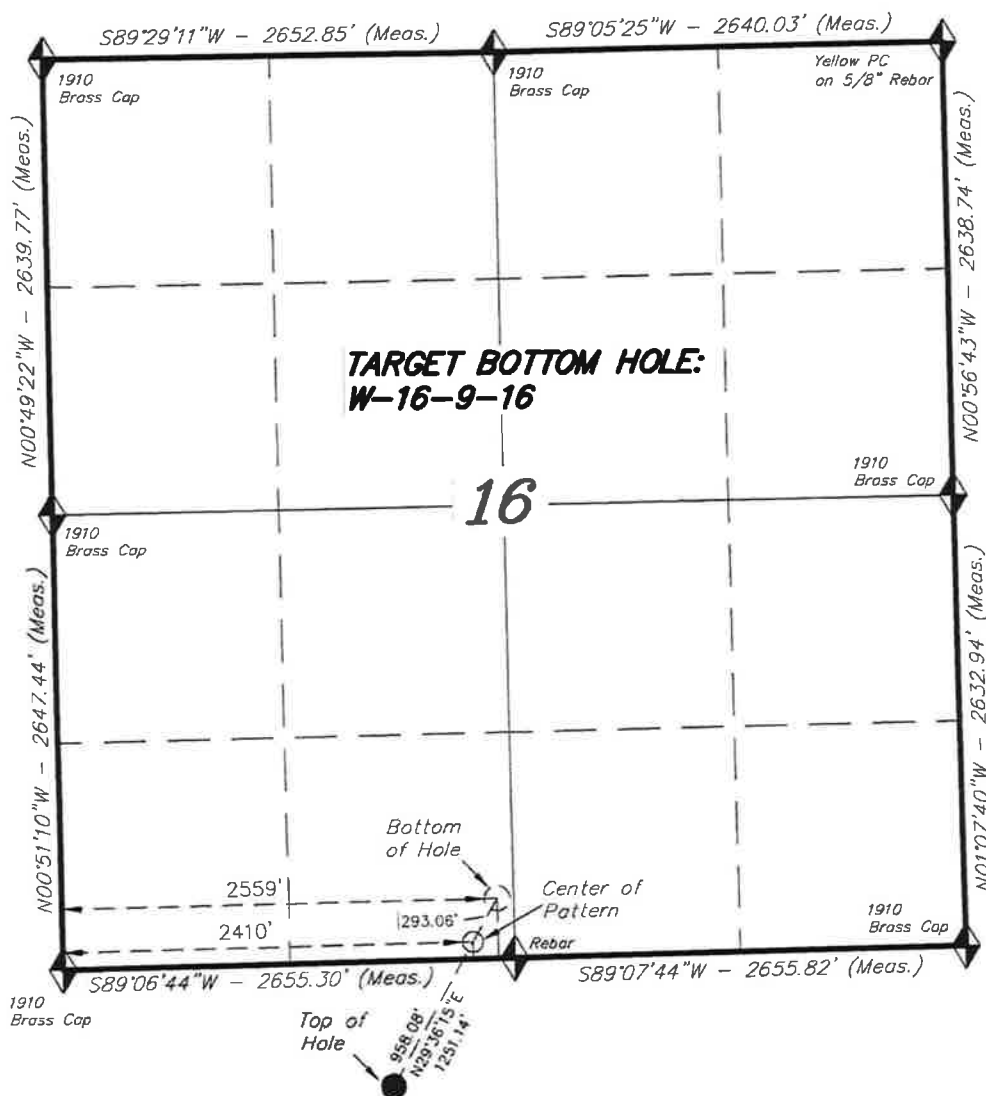 S89°29'11"W - 2652.85' (Meas.)
S89°05'25"W - 2640.03' (Meas.)
1910
Brass Cap
1910
Brass Cap
Yellow PC
on 5/8" Rebar
N00°49'22"W - 2639.77' (Meas.)
N00°56'43"W - 2638.74' (Meas.)
TARGET BOTTOM HOLE:
W-16-9-16
16
1910
Brass Cap
1910
Brass Cap
N00°51'10"W - 2647.44' (Meas.)
N01°07'40"W - 2632.94' (Meas.)
Bottom
of Hole
2559'
293.06'
Center of
Pattern
2410'
Rebar
1910
Brass Cap
S89°06'44"W - 2655.30' (Meas.)
S89°07'44"W - 2655.82' (Meas.)
1910
Brass Cap
Top of
Hole
958.08'
N29°36'15"E
1251.14'